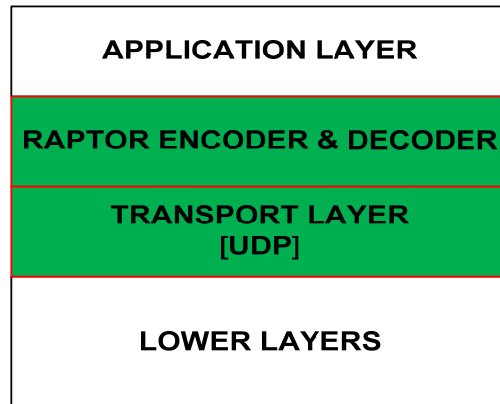 APPLICATION LAYER
RAPTOR ENCODER & DECODER
TRANSPORT LAYER
[UDP]
LOWER LAYERS